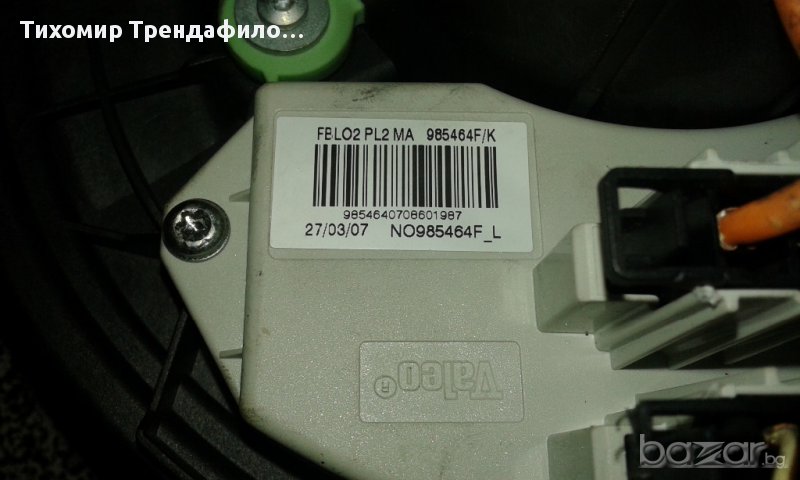 Тихомир Трендафило…
FBLO2 PL2 MA 985464F/K
9854640708601987
27/03/07 NO985464F_L
Valeo
bazar.bg